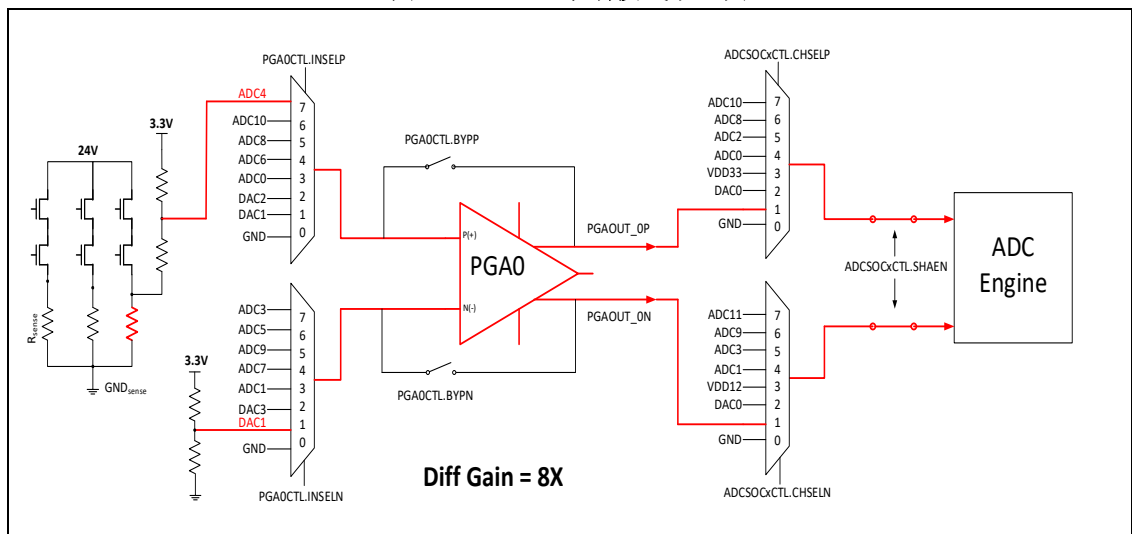 PGA0CTL.INSELP
ADC4
7
ADC10
6
ADC8
5
ADC6
4
ADC0
3
DAC2
2
DAC1
1
GND
0
3.3V
24V
Rsense
GNDsense
3.3V
ADC3
7
ADC5
6
ADC9
5
ADC7
4
ADC1
3
DAC3
2
DAC1
1
GND
0
PGA0CTL.INSELN
PGA0CTL.BYPP
P(+)
PGA0
N(-)
PGA0CTL.BYPN
PGAOUT_0P
PGAOUT_0N
Diff Gain = 8X
ADCSOCxCTL.CHSELP
ADC10
7
ADC8
6
ADC2
5
ADC0
4
VDD33
3
DAC0
2
1
GND
0
ADCSOCxCTL.SHAEN
ADC11
7
ADC9
6
ADC3
5
ADC1
4
VDD12
3
DAC0
2
1
GND
0
ADCSOCxCTL.CHSELN
ADC
Engine